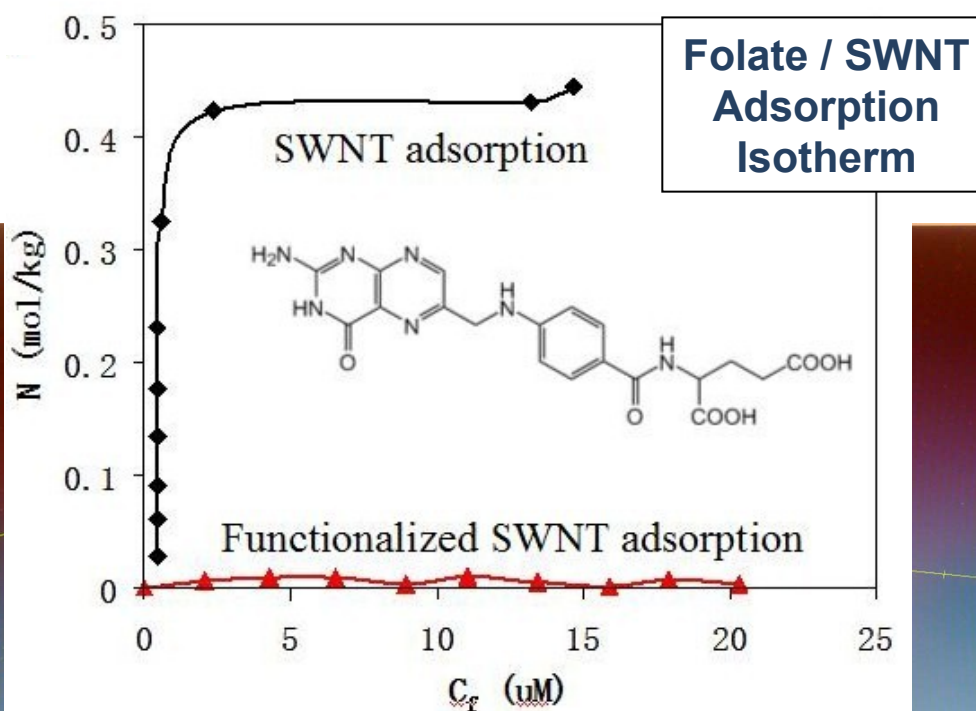 Folate / SWNT
Adsorption
Isotherm
0.5
0.4
0.3
0.2
0.1
0
N (mol/kg)
SWNT adsorption
H₂N
N
N
HN
N
O
H
N
H
N
O
COOH
COOH
Functionalized SWNT adsorption
0
5
10
15
20
25
C_f (uM)